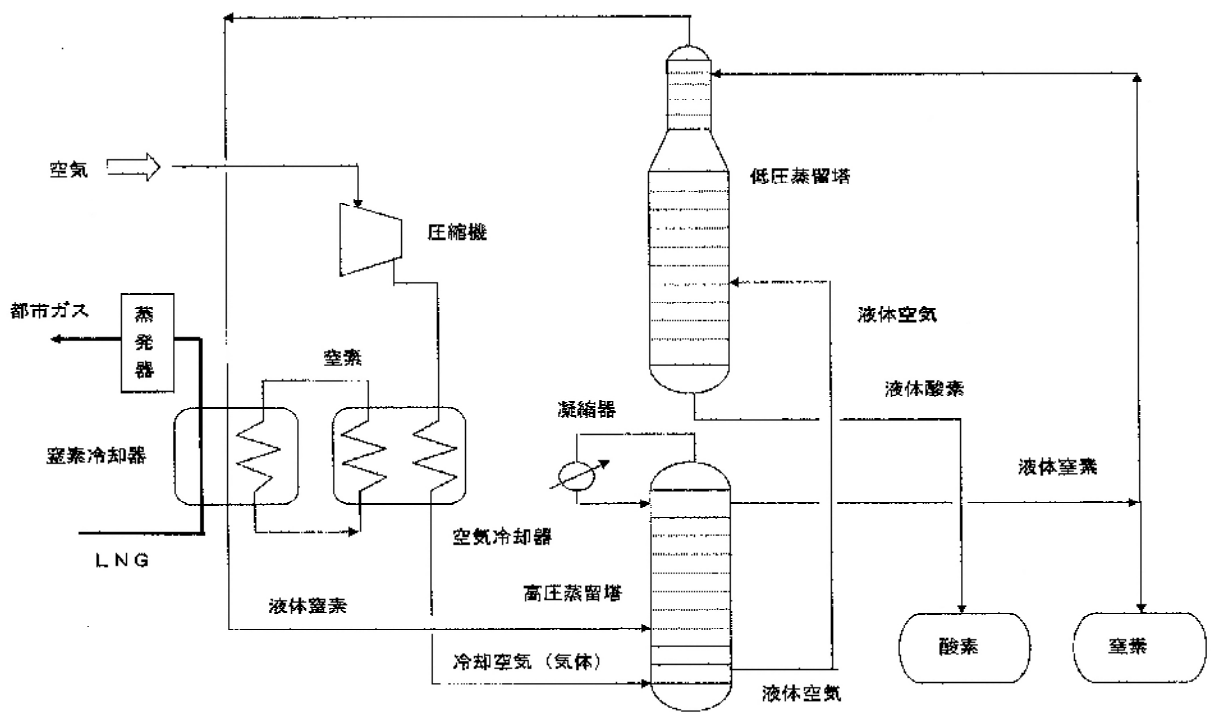 空気
低圧蒸留塔
圧縮機
都市ガス
蒸発器
液体空気
窒素
液体酸素
凝縮器
窒素冷却器
液体窒素
空気冷却器
LNG
高圧蒸留塔
液体窒素
酸素
窒素
冷却空気(気体)
液体空気